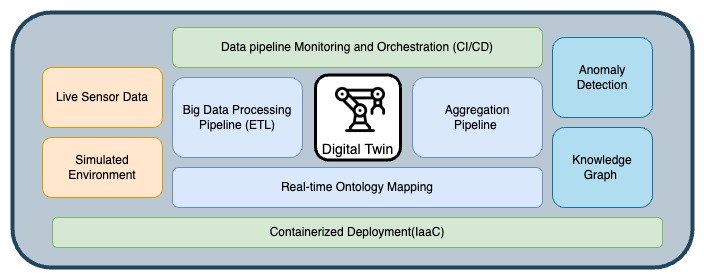 Data pipeline Monitoring and Orchestration (CI/CD)
Live Sensor Data
Simulated
Environment
Big Data Processing
Pipeline (ETL)
Digital Twin
Aggregation
Pipeline
Real-time Ontology Mapping
Anomaly
Detection
Knowledge
Graph
Containerized Deployment(IaaC)